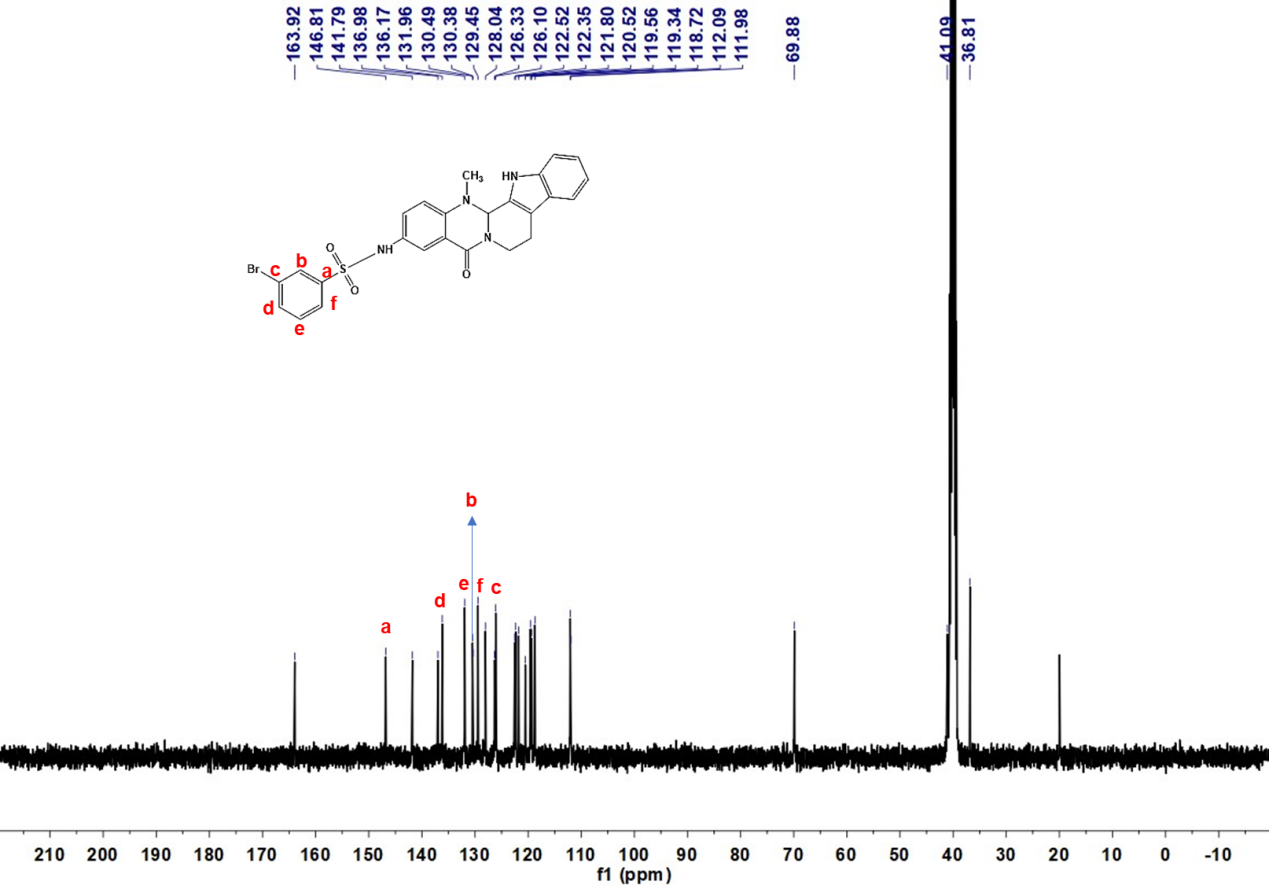 163.92
146.81
141.79
136.98
136.17
131.96
130.49
130.38
129.45
128.04
126.33
126.10
122.52
122.35
121.80
120.52
119.56
119.34
118.72
112.09
111.98
69.88
41.09
36.81
CH3
HN
N
N
O
NH
O
S
O
Br
c
b
a
d
f
e
b
a
d
e
f
c
210 200 190 180 170 160 150 140 130 120 110 100 90 80 70 60 50 40 30 20 10 0 -10
f1 (ppm)